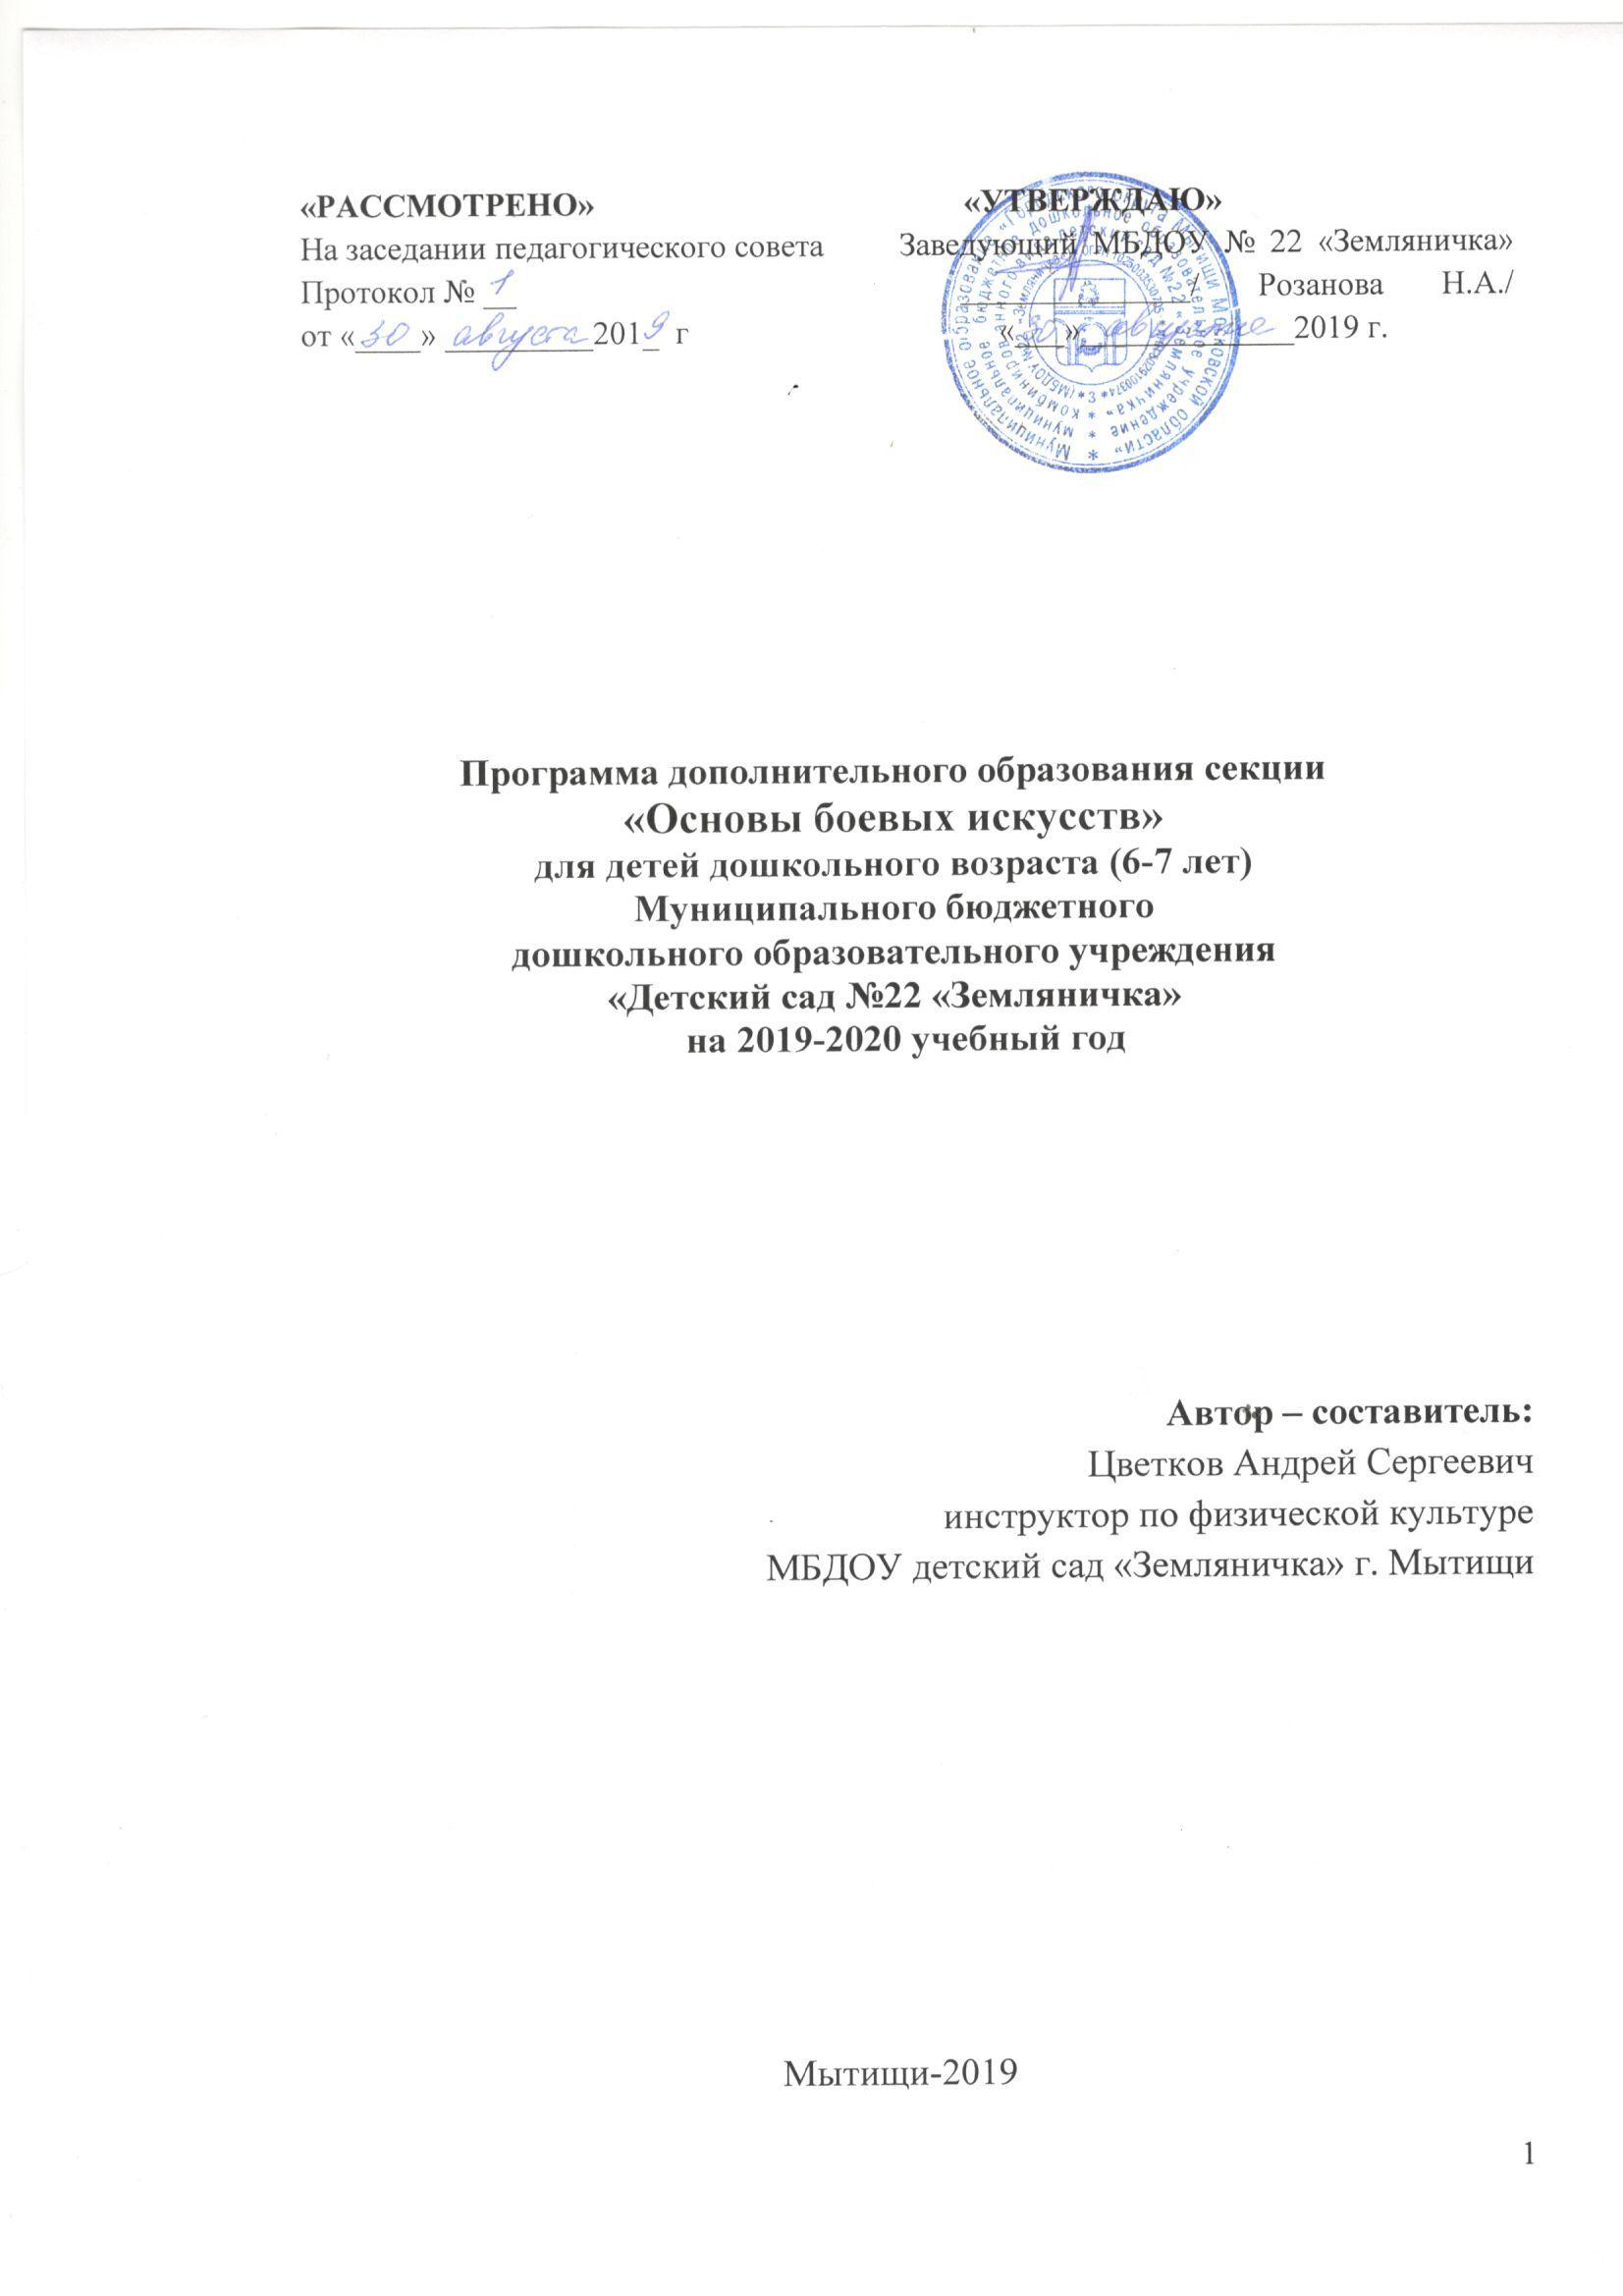 «РАССМОТРЕНО»
На заседании педагогического совета
Протокол № 1
от «30» августа 2019 г
«УТВЕРЖДАЮ»
Заведующий МБДОУ № 22 «Земляничка»
/ Розанова Н.А./
«30» августа 2019 г.
Программа дополнительного образования секции
«Основы боевых искусств»
для детей дошкольного возраста (6-7 лет)
Муниципального бюджетного
дошкольного образовательного учреждения
«Детский сад №22 «Земляничка»
на 2019-2020 учебный год
Автор – составитель:
Цветков Андрей Сергеевич
инструктор по физической культуре
МБДОУ детский сад «Земляничка» г. Мытищи
Мытищи-2019
1